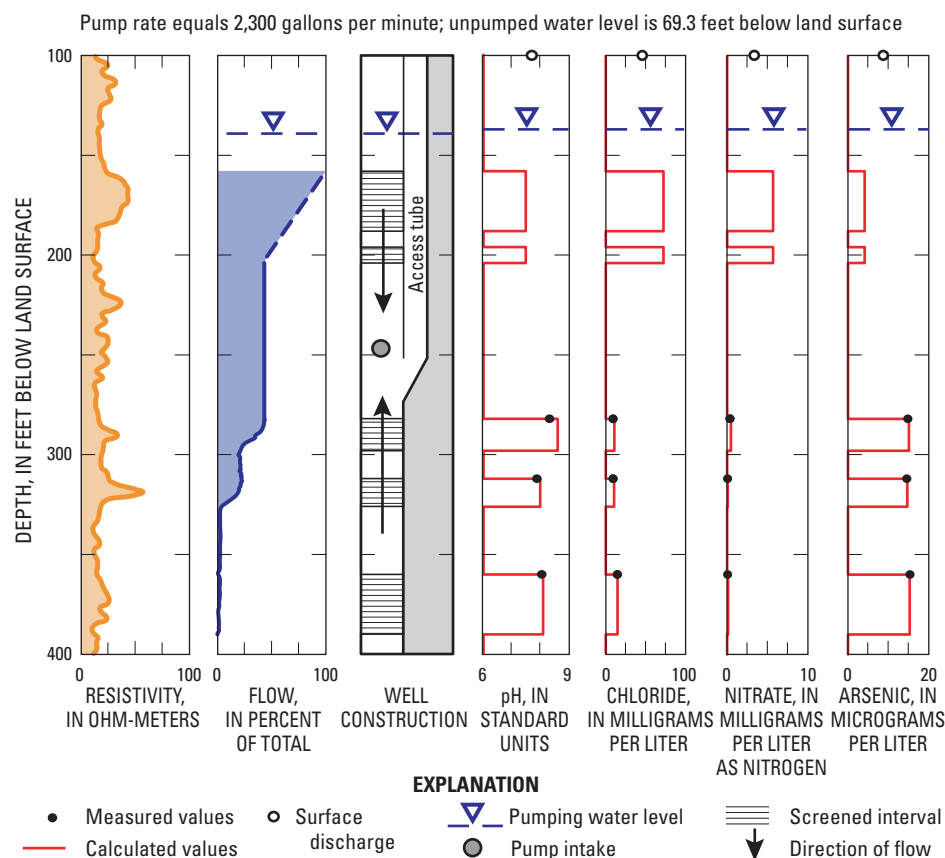 Pump rate equals 2,300 gallons per minute; unpumped water level is 69.3 feet below land surface
100
150
200
300
400
DEPTH, IN FEET BELOW LAND SURFACE
Access tube
0 100
0 100
6 9
0 100
0 10
0 20
RESISTIVITY,
IN OHM-METERS
FLOW,
IN PERCENT
OF TOTAL
WELL
CONSTRUCTION
pH, IN
STANDARD
UNITS
CHLORIDE,
IN MILLIGRAMS
PER LITER
NITRATE, IN
MILLIGRAMS
PER LITER
AS NITROGEN
ARSENIC, IN
MICROGRAMS
PER LITER
EXPLANATION
Measured values
Calculated values
Surface
discharge
Pumping water level
Pump intake
Screened interval
Direction of flow